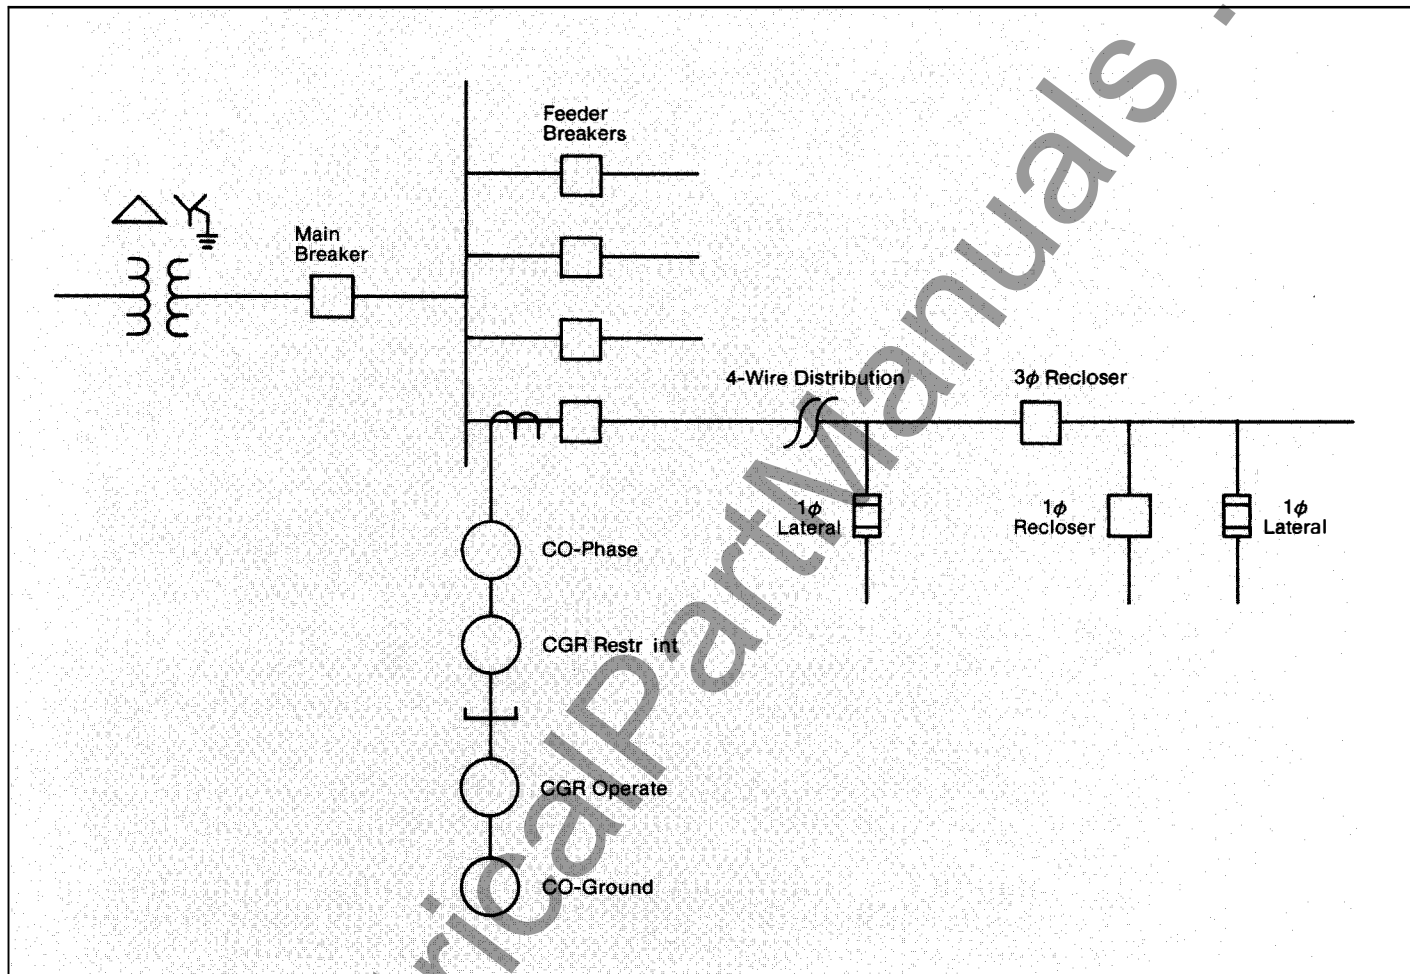 Feeder
Breakers
Main
Breaker
4-Wire Distribution
3ϕ Recloser
1ϕ
Lateral
1ϕ
Recloser
1ϕ
Lateral
CO-Phase
CGR Restr int
CGR Operate
CO-Ground
ricalPartManuals .